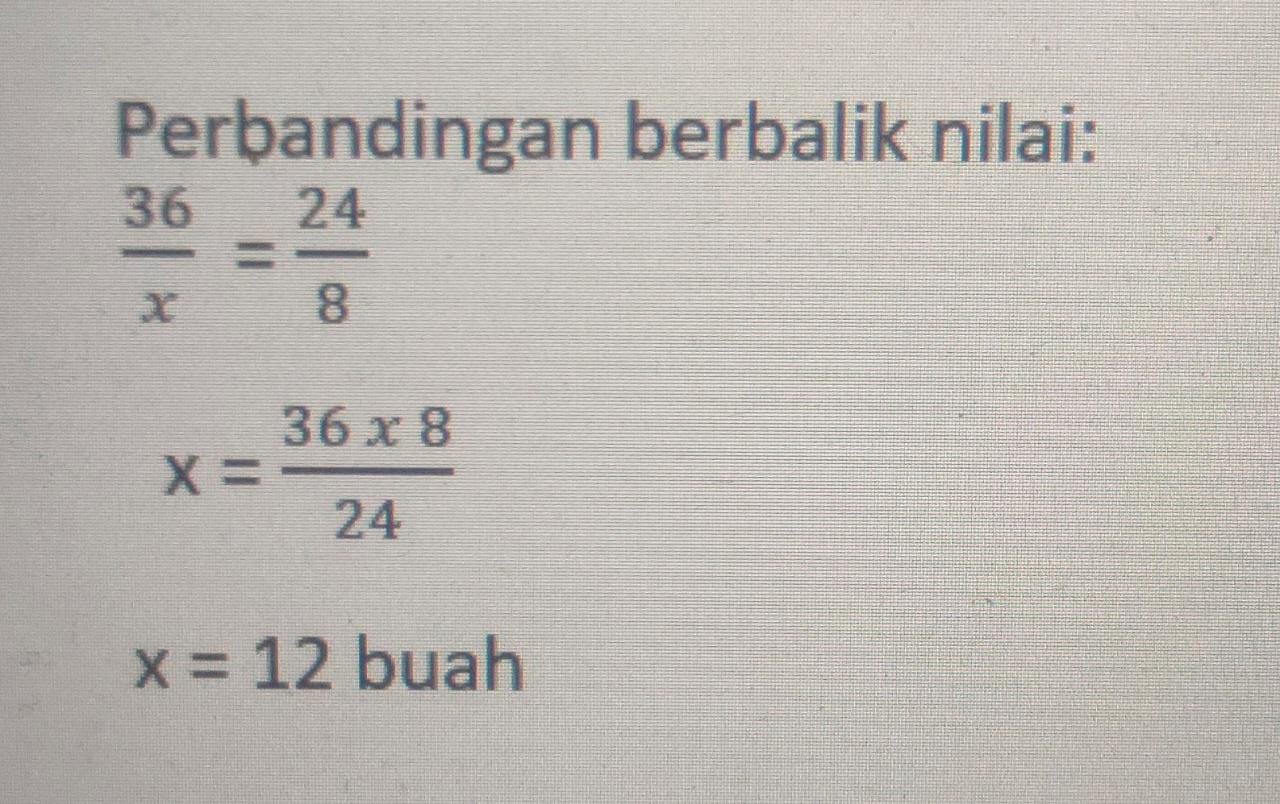 Perbandingan berbalik nilai:
36/x = 24/8
x = 36 x 8/24
x = 12 buah